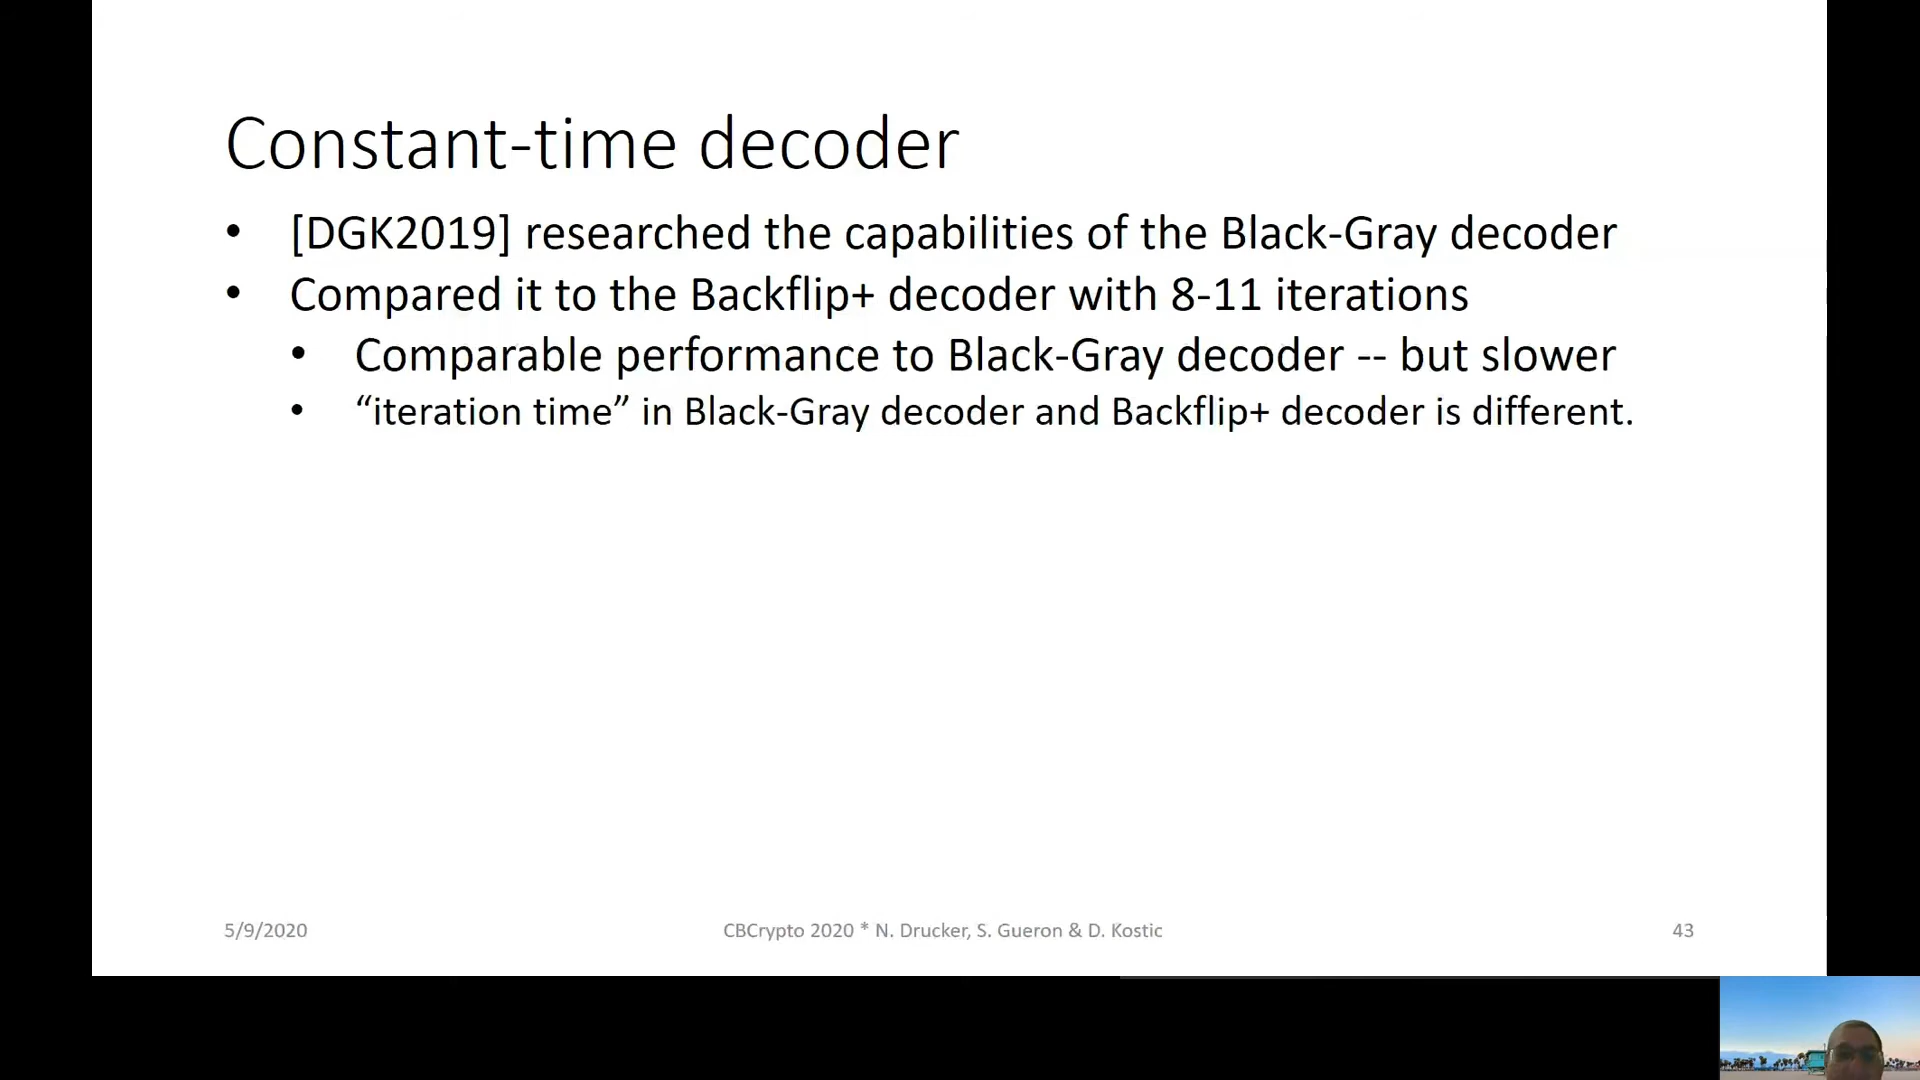 Constant-time decoder
• [DGK2019] researched the capabilities of the Black-Gray decoder
• Compared it to the Backflip+ decoder with 8-11 iterations
• Comparable performance to Black-Gray decoder -- but slower
• “iteration time” in Black-Gray decoder and Backflip+ decoder is different.
5/9/2020
CBCrypto 2020 * N. Drucker, S. Gueron & D. Kostic
43